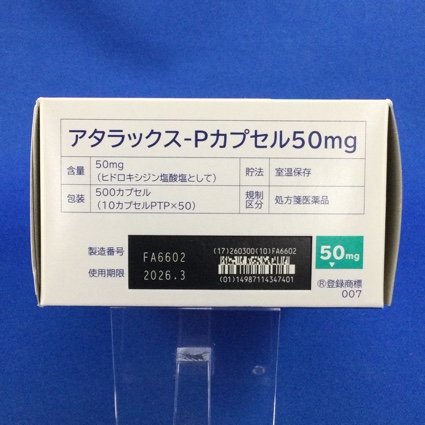 アタラックス-Pカプセル50mg
含量 50mg (ヒドロキシジン塩酸塩として) 貯法 室温保存
包装 500カプセル (10カプセルPTP×50) 規制区分 処方箋医薬品
製造番号 FA6602
使用期限 2026.3
(17)260300(10)FA6602
(01)14987114347401
50mg
®登録商標
007